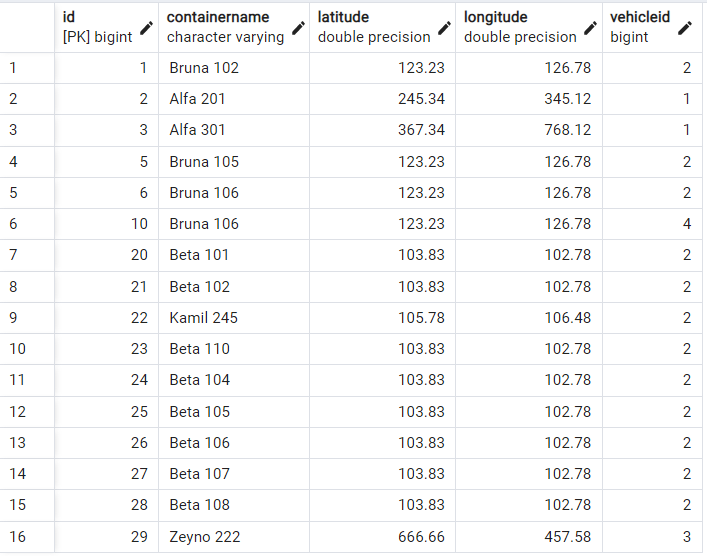 id containername latitude longitude vehicleid
[PK] bigint character varying double precision double precision bigint
1 1 Bruna 102 123.23 126.78 2
2 2 Alfa 201 245.34 345.12 1
3 3 Alfa 301 367.34 768.12 1
4 5 Bruna 105 123.23 126.78 2
5 6 Bruna 106 123.23 126.78 2
6 10 Bruna 106 123.23 126.78 4
7 20 Beta 101 103.83 102.78 2
8 21 Beta 102 103.83 102.78 2
9 22 Kamil 245 105.78 106.48 2
10 23 Beta 110 103.83 102.78 2
11 24 Beta 104 103.83 102.78 2
12 25 Beta 105 103.83 102.78 2
13 26 Beta 106 103.83 102.78 2
14 27 Beta 107 103.83 102.78 2
15 28 Beta 108 103.83 102.78 2
16 29 Zeyno 222 666.66 457.58 3